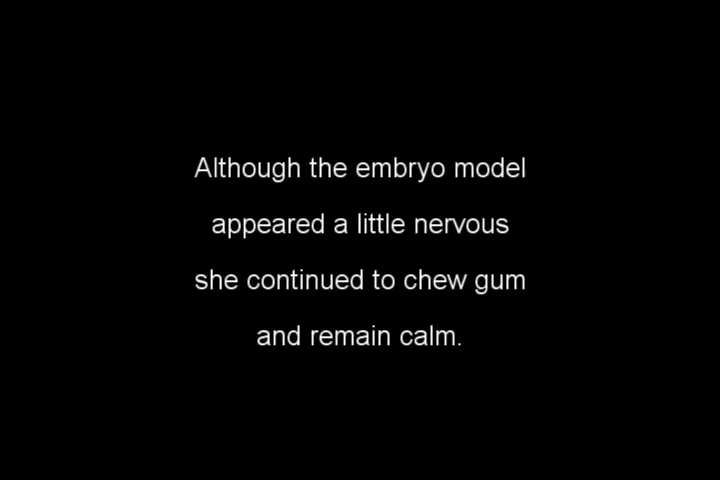 Although the embryo model
appeared a little nervous
she continued to chew gum
and remain calm.